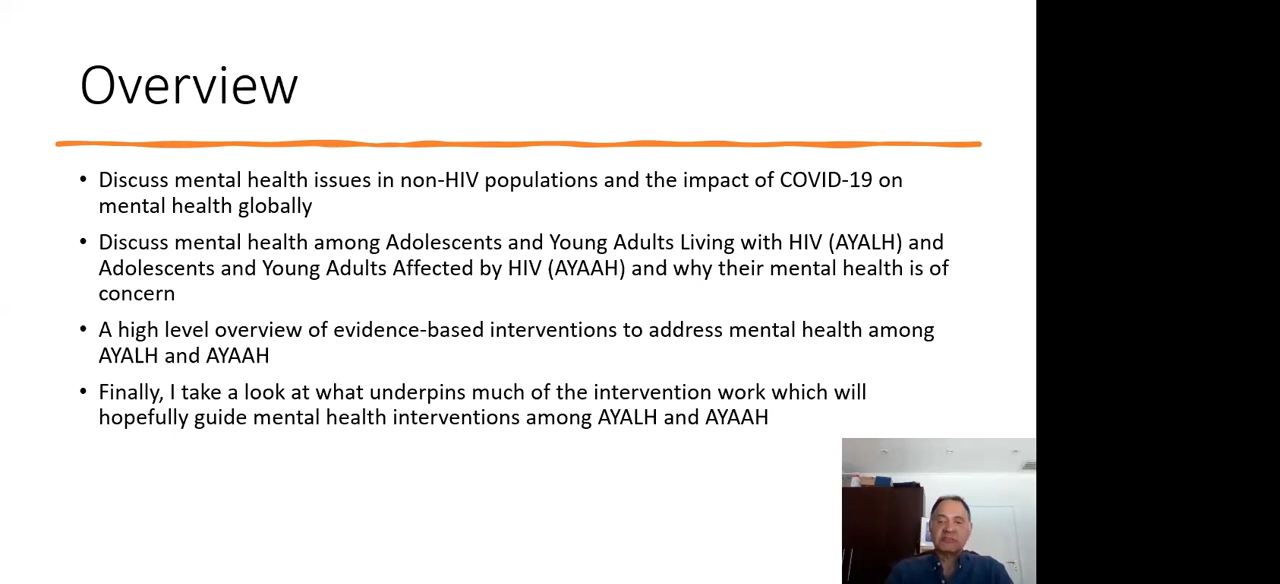 Overview
• Discuss mental health issues in non-HIV populations and the impact of COVID-19 on
mental health globally
• Discuss mental health among Adolescents and Young Adults Living with HIV (AYALH) and
Adolescents and Young Adults Affected by HIV (AYAAH) and why their mental health is of
concern
• A high level overview of evidence-based interventions to address mental health among
AYALH and AYAAH
• Finally, I take a look at what underpins much of the intervention work which will
hopefully guide mental health interventions among AYALH and AYAAH